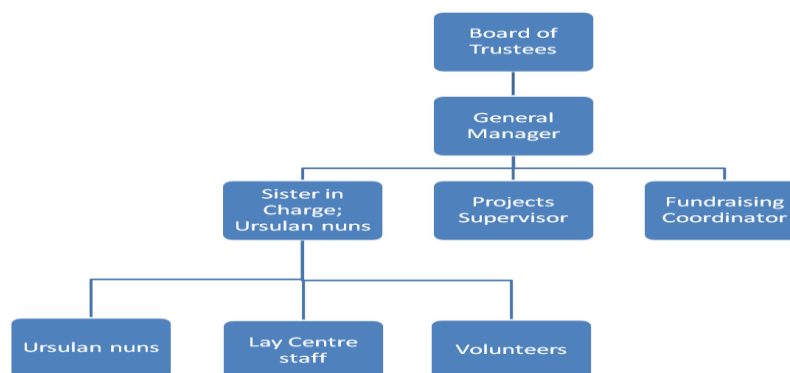 Board of
Trustees
General
Manager
Sister in
Charge;
Ursulan nuns
Projects
Supervisor
Fundraising
Coordinator
Ursulan nuns
Lay Centre
staff
Volunteers